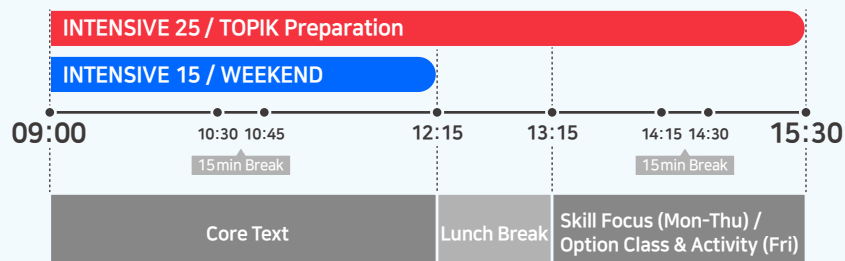 INTENSIVE 25 / TOPIK Preparation
INTENSIVE 15 / WEEKEND
09:00
10:30 10:45
12:15
13:15
14:15 14:30
15:30
15min Break
15min Break
Core Text
Lunch Break
Skill Focus (Mon-Thu) /
Option Class & Activity (Fri)